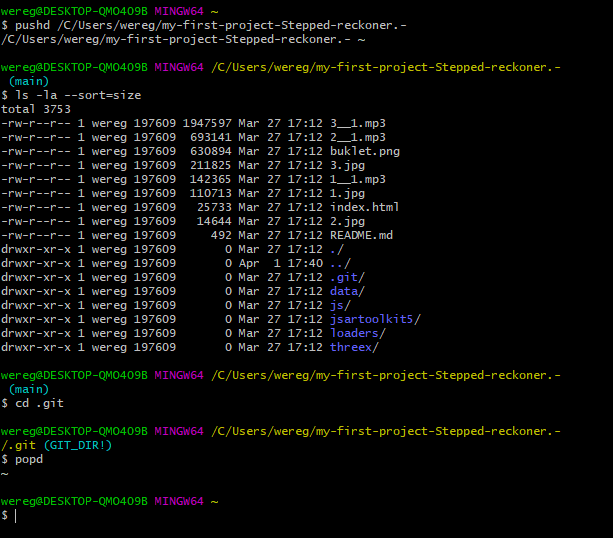 wereg@DESKTOP-QMO4O9B MINGW64 ~
$ pushd /C/Users/wereg/my-first-project-Stepped-reckoner.-
/C/Users/wereg/my-first-project-Stepped-reckoner.- ~

wereg@DESKTOP-QMO4O9B MINGW64 /C/Users/wereg/my-first-project-Stepped-reckoner.-
 (main)
$ ls -la --sort=size
total 3753
-rw-r--r-- 1 wereg 197609 1947597 Mar 27 17:12 3__1.mp3
-rw-r--r-- 1 wereg 197609  693141 Mar 27 17:12 2__1.mp3
-rw-r--r-- 1 wereg 197609  630894 Mar 27 17:12 buklet.png
-rw-r--r-- 1 wereg 197609  211825 Mar 27 17:12 3.jpg
-rw-r--r-- 1 wereg 197609  142365 Mar 27 17:12 1__1.mp3
-rw-r--r-- 1 wereg 197609  110713 Mar 27 17:12 1.jpg
-rw-r--r-- 1 wereg 197609   25733 Mar 27 17:12 index.html
-rw-r--r-- 1 wereg 197609   14644 Mar 27 17:12 2.jpg
-rw-r--r-- 1 wereg 197609     492 Mar 27 17:12 README.md
drwxr-xr-x 1 wereg 197609       0 Mar 27 17:12 ./
drwxr-xr-x 1 wereg 197609       0 Apr  1 17:40 ../
drwxr-xr-x 1 wereg 197609       0 Mar 27 17:12 .git/
drwxr-xr-x 1 wereg 197609       0 Mar 27 17:12 data/
drwxr-xr-x 1 wereg 197609       0 Mar 27 17:12 js/
drwxr-xr-x 1 wereg 197609       0 Mar 27 17:12 jsartoolkit5/
drwxr-xr-x 1 wereg 197609       0 Mar 27 17:12 loaders/
drwxr-xr-x 1 wereg 197609       0 Mar 27 17:12 threex/

wereg@DESKTOP-QMO4O9B MINGW64 /C/Users/wereg/my-first-project-Stepped-reckoner.-
 (main)
$ cd .git

wereg@DESKTOP-QMO4O9B MINGW64 /C/Users/wereg/my-first-project-Stepped-reckoner.-
/.git (GIT_DIR!)
$ popd
~

wereg@DESKTOP-QMO4O9B MINGW64 ~
$